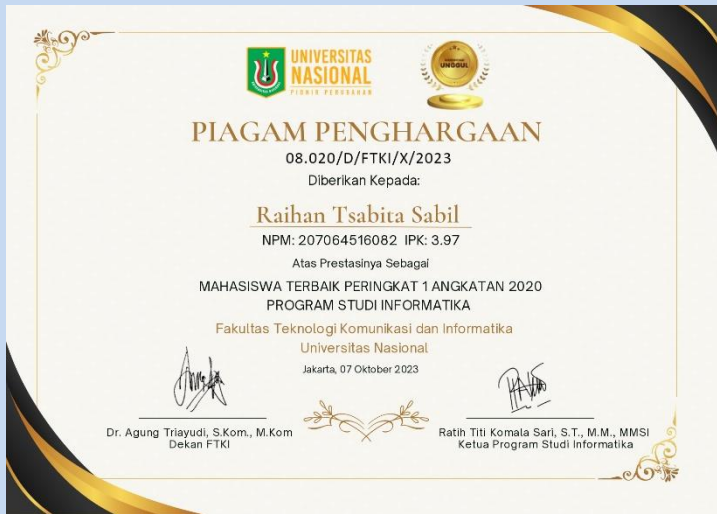 UNIVERSITAS
NASIONAL
PIONIR PERUBAHAN
UNGGUL
PIAGAM PENGHARGAAN
08.020/D/FTKI/X/2023
Diberikan Kepada:
Raihan Tsabita Sabil
NPM: 207064516082 IPK: 3.97
Atas Prestasinya Sebagai
MAHASISWA TERBAIK PERINGKAT 1 ANGKATAN 2020
PROGRAM STUDI INFORMATIKA
Fakultas Teknologi Komunikasi dan Informatika
Universitas Nasional
Jakarta, 07 Oktober 2023
Dr. Agung Triayudi, S.Kom., M.Kom
Dekan FTKI
Ratih Titi Komala Sari, S.T., M.M., MMSI
Ketua Program Studi Informatika